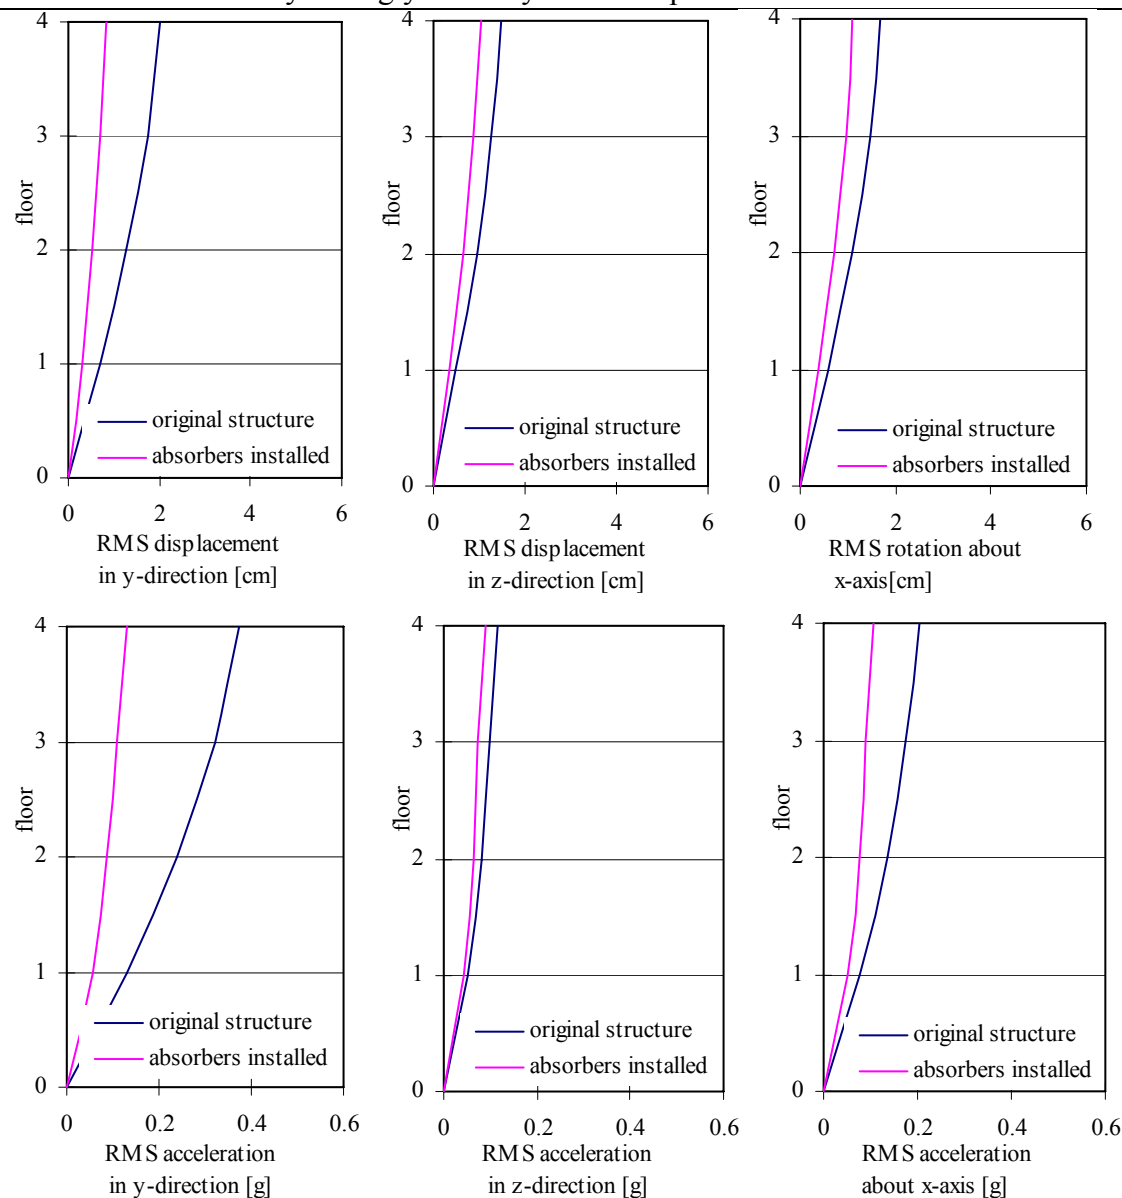 4
3
2
1
0
floor
original structure
absorbers installed
0 2 4 6
RMS displacement
in y-direction [cm]
4
3
2
1
0
floor
original structure
absorbers installed
0 2 4 6
RMS displacement
in z-direction [cm]
4
3
2
1
0
floor
original structure
absorbers installed
0 2 4 6
RMS rotation about
x-axis[cm]
4
3
2
1
0
floor
original structure
absorbers installed
0 0.2 0.4 0.6
RMS acceleration
in y-direction [g]
4
3
2
1
0
floor
original structure
absorbers installed
0 0.2 0.4 0.6
RMS acceleration
in z-direction [g]
4
3
2
1
0
floor
original structure
absorbers installed
0 0.2 0.4 0.6
RMS acceleration
about x-axis [g]